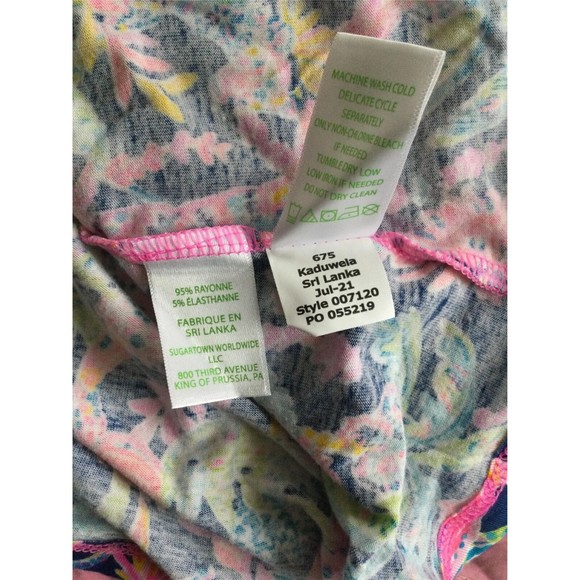 MACHINE WASH COLD
DELICATE CYCLE
SEPARATELY
ONLY NON-CHLORINE BLEACH
IF NEEDED
TUMBLE DRY LOW
LOW IRON IF NEEDED
DO NOT DRY CLEAN
675
Kaduwela
Sri Lanka
Jul-21
Style 007120
PO 055219
95% RAYONNE
5% ÉLASTHANNE
FABRIQUE EN
SRI LANKA
SUGARTOWN WORLDWIDE
LLC
800 THIRD AVENUE
KING OF PRUSSIA, PA